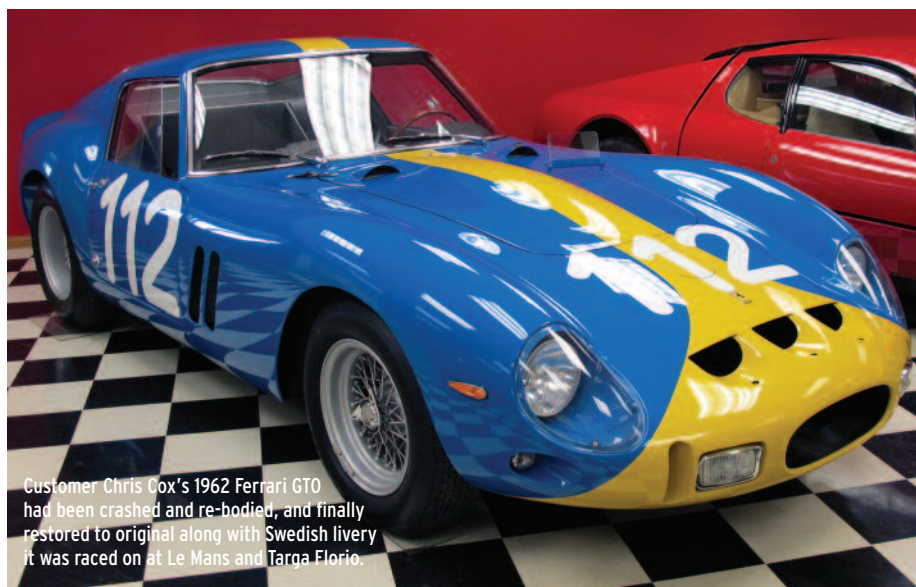 112
112
Customer Chris Cox's 1962 Ferrari GTO
had been crashed and re-bodied, and finally
restored to original along with Swedish livery
it was raced on at Le Mans and Targa Florio.